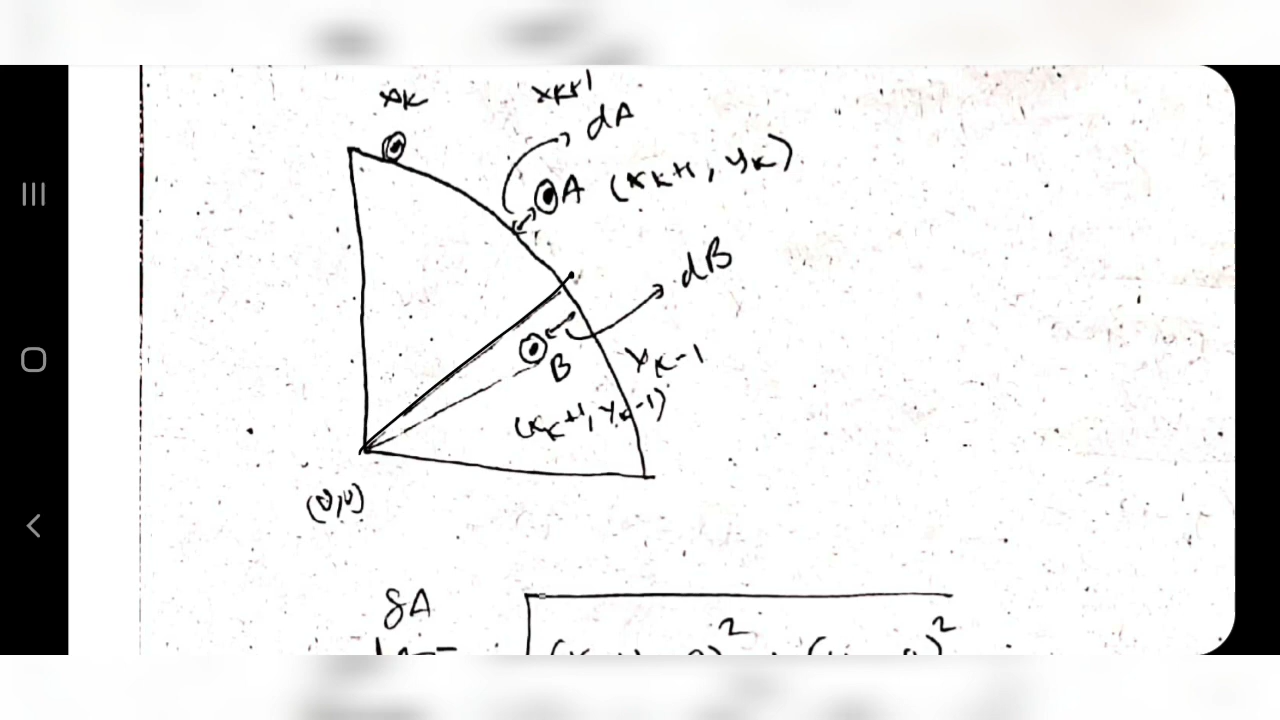 xK
xK+1
dA
A (xK+1, yK)
dB
B
yK-1
(xK+1, yK-1)
(0,0)
δA